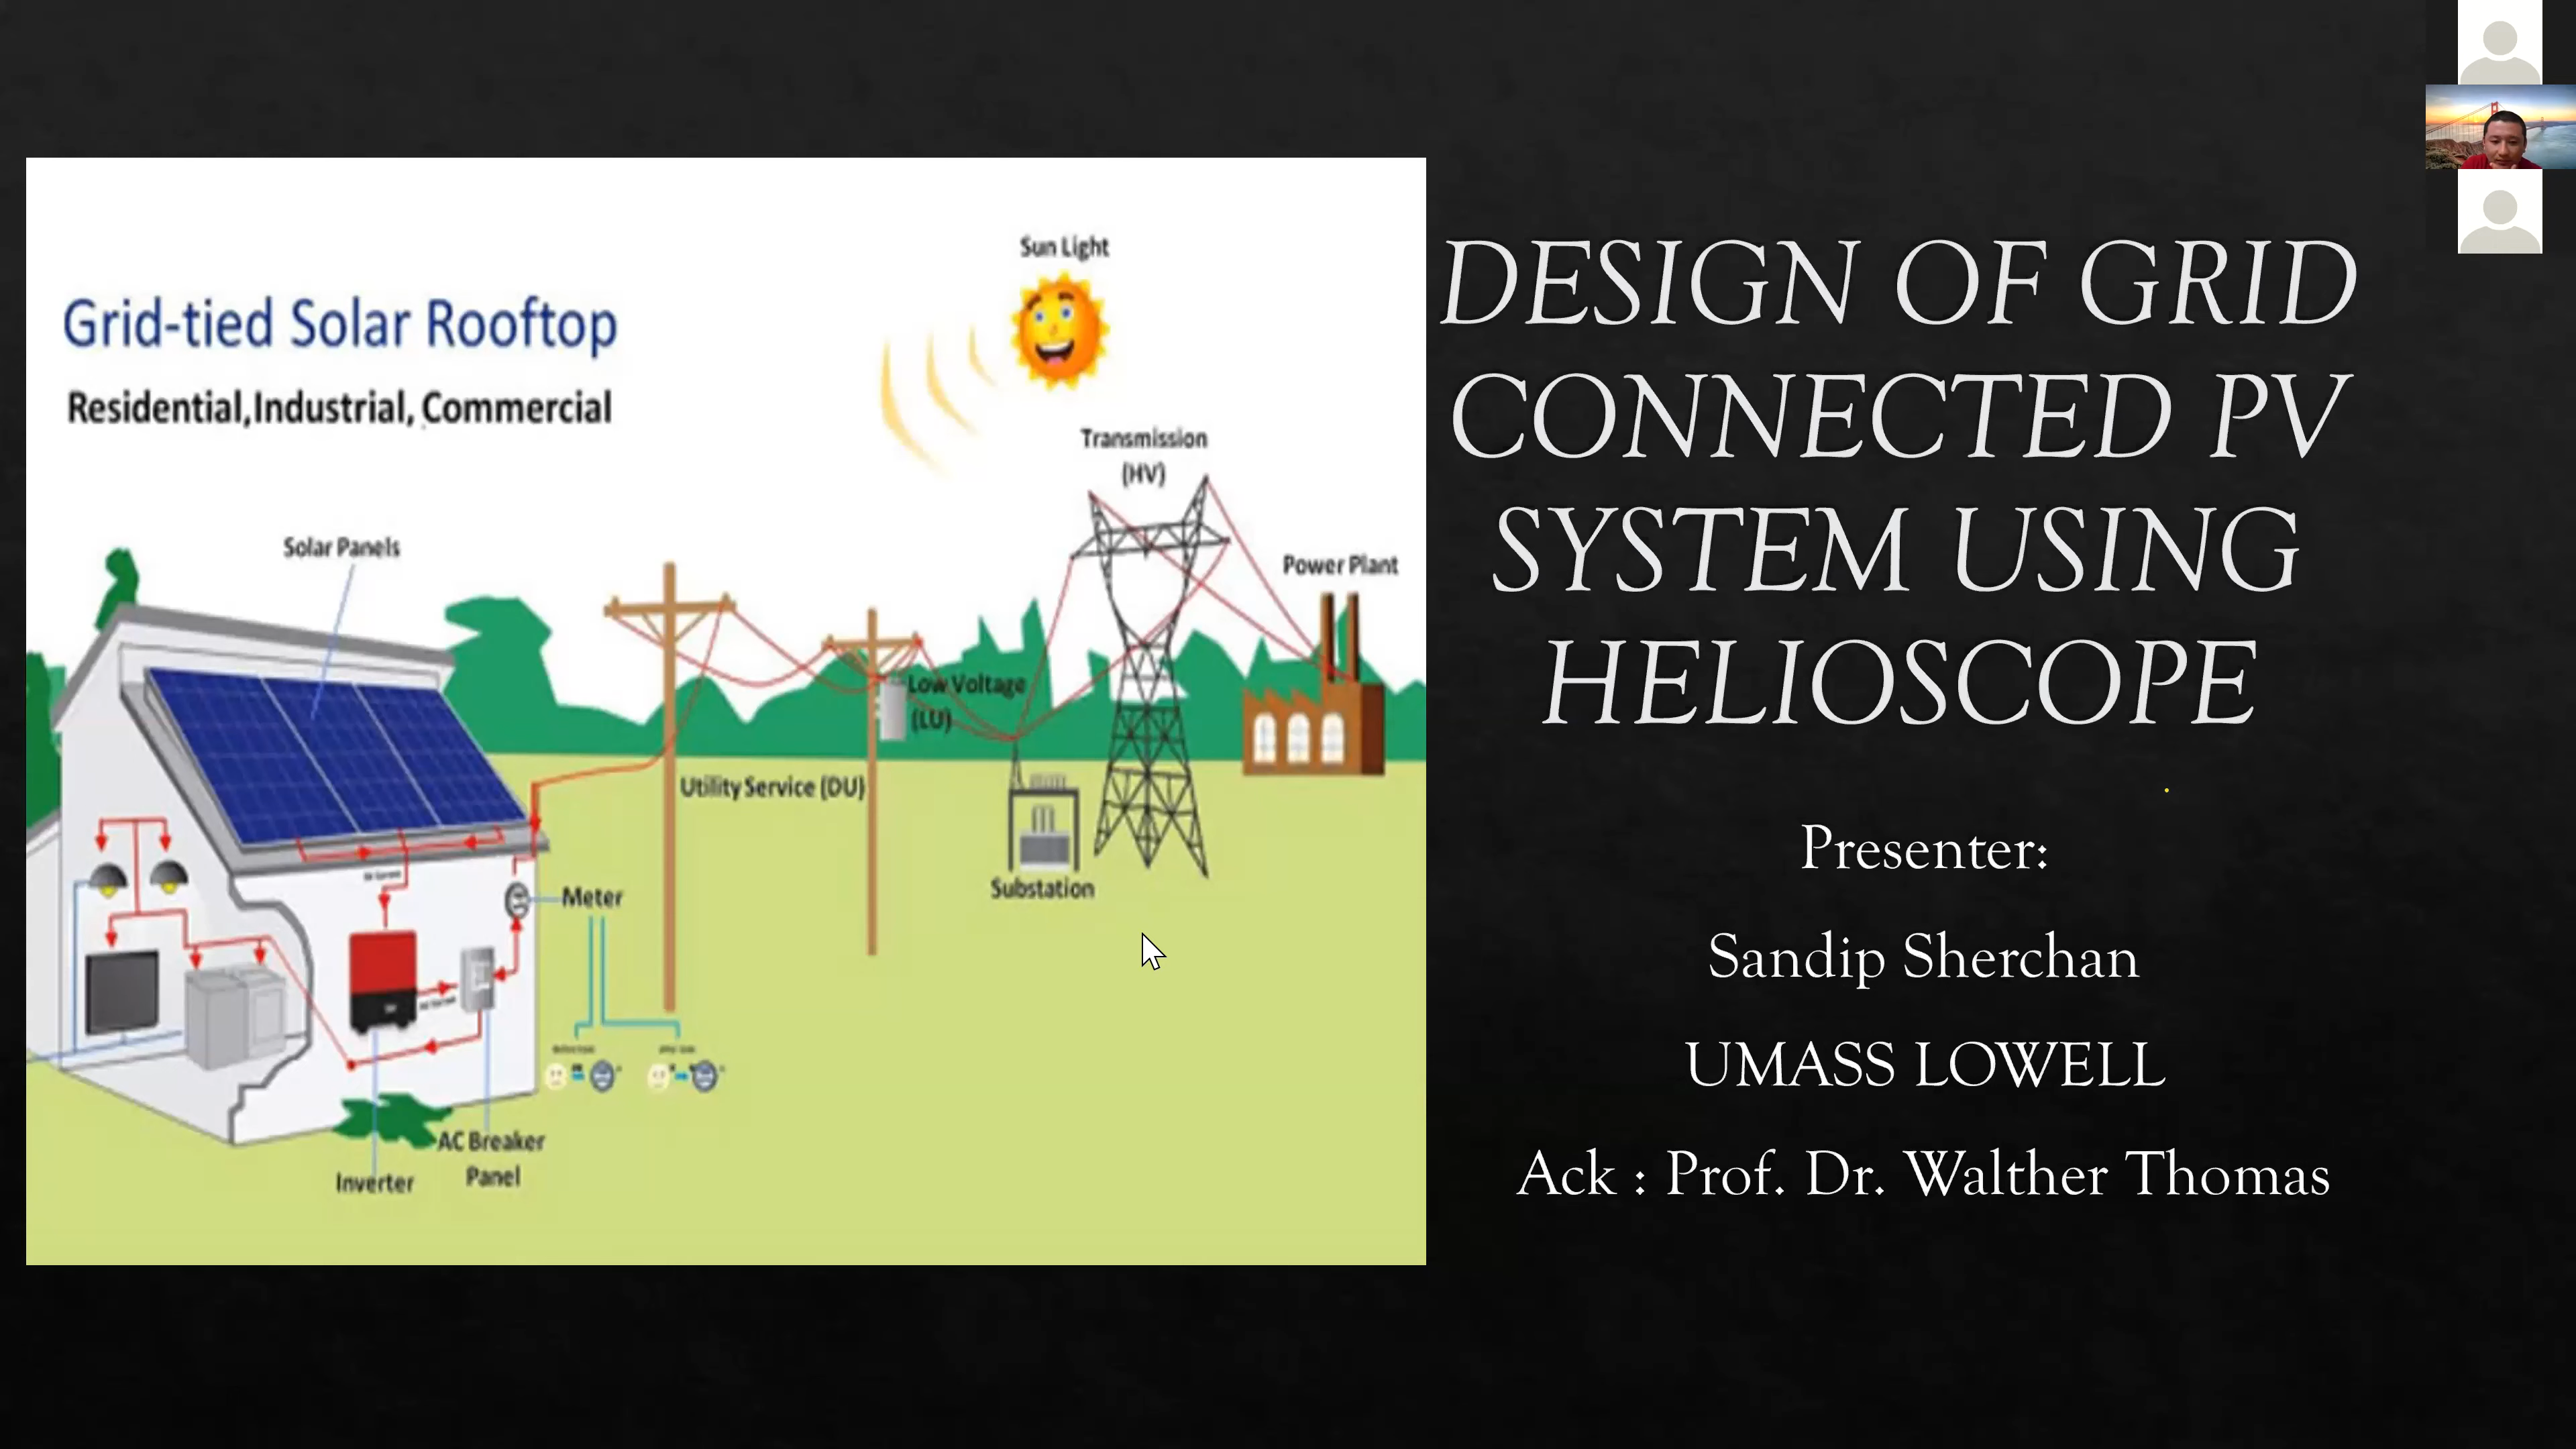 Grid-tied Solar Rooftop
Residential,Industrial, Commercial
Sun Light
Transmission
(HV)
Solar Panels
Power Plant
Low Voltage
(LU)
Utility Service (DU)
Substation
Meter
AC Breaker
Panel
Inverter
DESIGN OF GRID
CONNECTED PV
SYSTEM USING
HELIOSCOPE
Presenter:
Sandip Sherchan
UMASS LOWELL
Ack : Prof. Dr. Walther Thomas